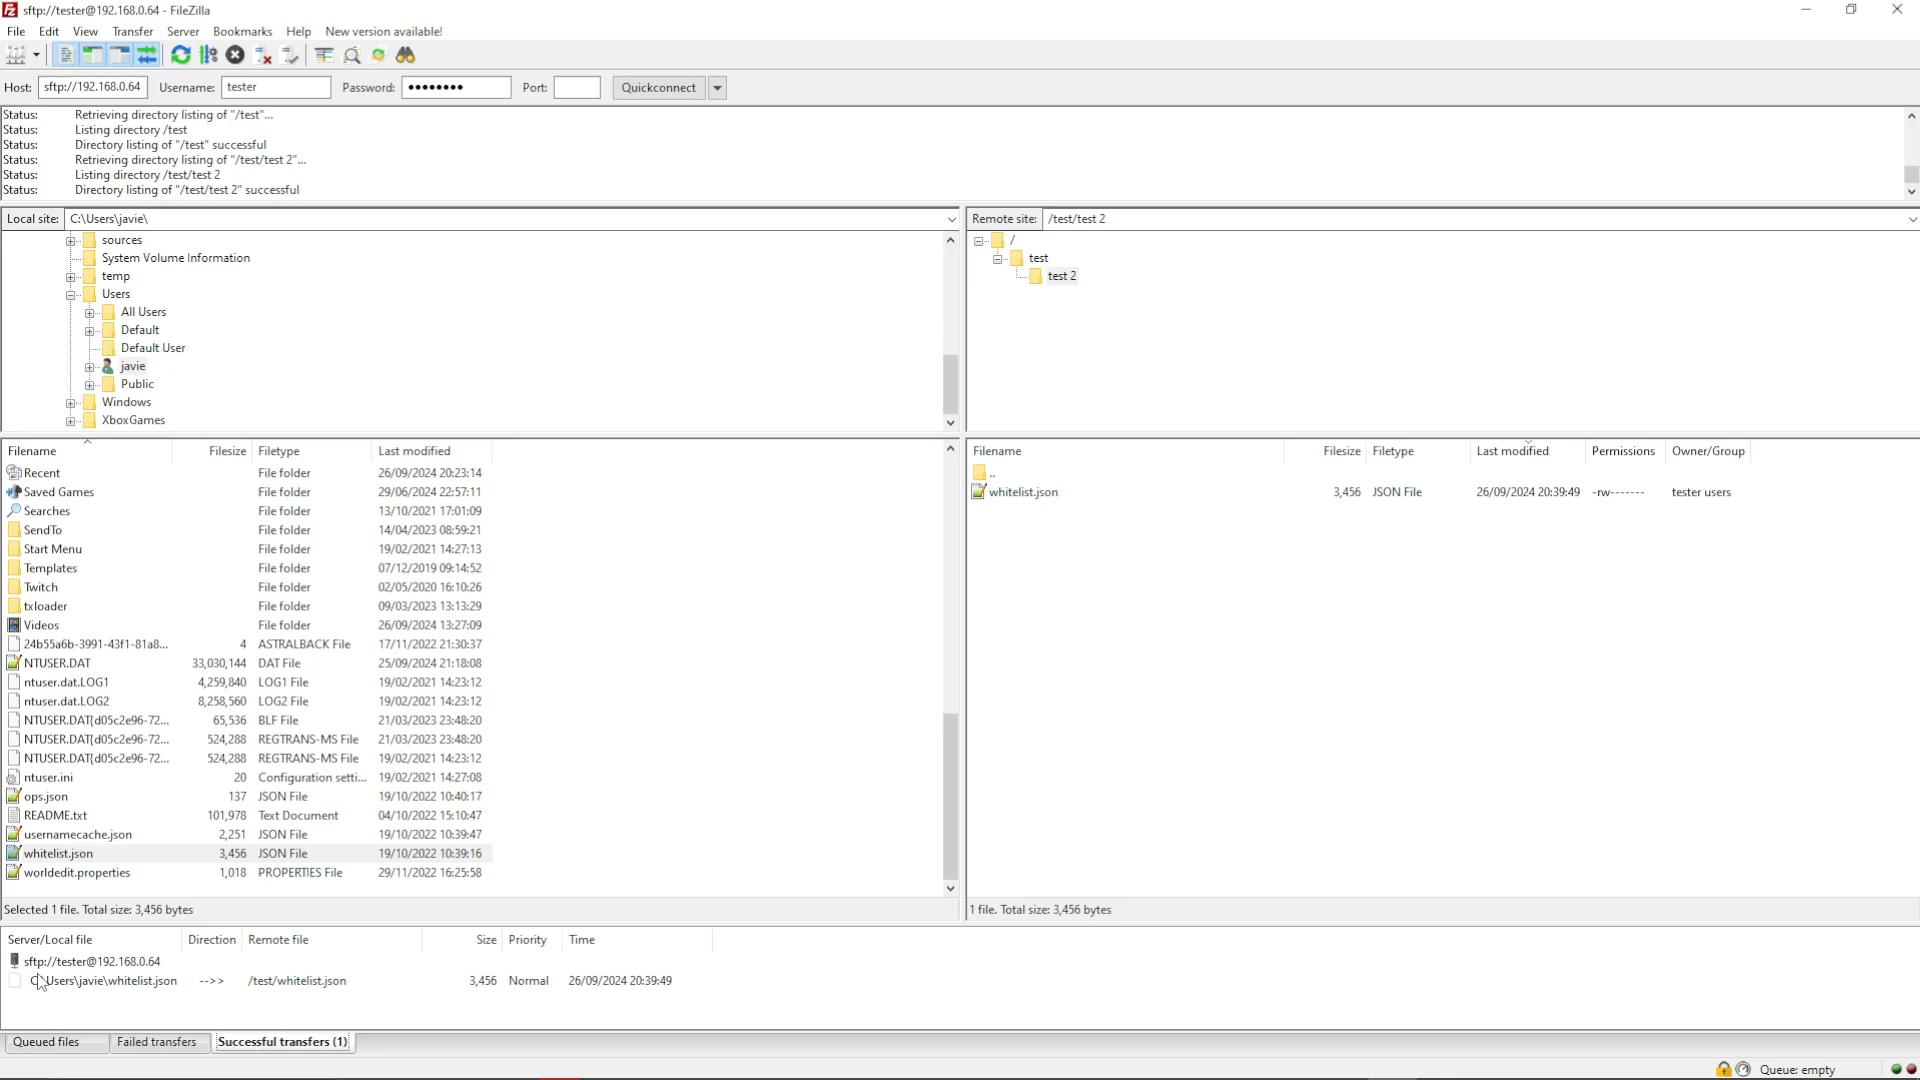 sftp://tester@192.168.0.64 - FileZilla
File Edit View Transfer Server Bookmarks Help New version available!
Host: sftp://192.168.0.64 Username: tester Password: ●●●●●●●● Port: Quickconnect
Status: Retrieving directory listing of "/test"...
Status: Listing directory /test
Status: Directory listing of "/test" successful
Status: Retrieving directory listing of "/test/test 2"...
Status: Listing directory /test/test 2
Status: Directory listing of "/test/test 2" successful
Local site: C:\Users\javie\
sources
System Volume Information
temp
Users
All Users
Default
Default User
javie
Public
Windows
XboxGames
Remote site: /test/test 2
/
test
test 2
Filename Filesize Filetype Last modified
Recent File folder 26/09/2024 20:23:14
Saved Games File folder 29/06/2024 22:57:11
Searches File folder 13/10/2021 17:01:09
SendTo File folder 14/04/2023 08:59:21
Start Menu File folder 19/02/2021 14:27:13
Templates File folder 07/12/2019 09:14:52
Twitch File folder 02/05/2020 16:10:26
txloader File folder 09/03/2023 13:13:29
Videos File folder 26/09/2024 13:27:09
24b55a6b-3991-43f1-81a8... 4 ASTRALBACK File 17/11/2022 21:30:37
NTUSER.DAT 33,030,144 DAT File 25/09/2024 21:18:08
ntuser.dat.LOG1 4,259,840 LOG1 File 19/02/2021 14:23:12
ntuser.dat.LOG2 8,258,560 LOG2 File 19/02/2021 14:23:12
NTUSER.DAT{d05c2e96-72... 65,536 BLF File 21/03/2023 23:48:20
NTUSER.DAT{d05c2e96-72... 524,288 REGTRANS-MS File 21/03/2023 23:48:20
NTUSER.DAT{d05c2e96-72... 524,288 REGTRANS-MS File 19/02/2021 14:23:12
ntuser.ini 20 Configuration setti... 19/02/2021 14:27:08
ops.json 137 JSON File 19/10/2022 10:40:17
README.txt 101,978 Text Document 04/10/2022 15:10:47
usernamecache.json 2,251 JSON File 19/10/2022 10:39:47
whitelist.json 3,456 JSON File 19/10/2022 10:39:16
worldedit.properties 1,018 PROPERTIES File 29/11/2022 16:25:58
Selected 1 file. Total size: 3,456 bytes
Filename Filesize Filetype Last modified Permissions Owner/Group
..
whitelist.json 3,456 JSON File 26/09/2024 20:39:49 -rw------- tester users
1 file. Total size: 3,456 bytes
Server/Local file Direction Remote file Size Priority Time
sftp://tester@192.168.0.64
C:\Users\javie\whitelist.json -->> /test/whitelist.json 3,456 Normal 26/09/2024 20:39:49
Queued files Failed transfers Successful transfers (1)
Queue: empty